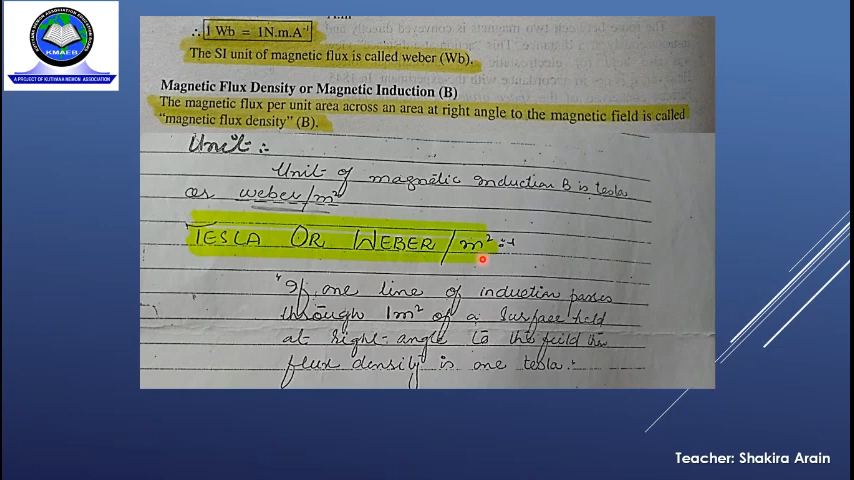 ∴ 1 Wb = 1N.m.A⁻¹
The SI unit of magnetic flux is called weber (Wb).
Magnetic Flux Density or Magnetic Induction (B)
The magnetic flux per unit area across an area at right angle to the magnetic field is called
“magnetic flux density” (B).
Unit :-
Unit of magnetic induction B is tesla
or weber/m²
TESLA OR WEBER/m² :-
"If one line of induction passes
through 1m² of a surface held
at right-angle to the field the
flux density is one tesla.
KMAEB
A PROJECT OF KUTIYANA MEMON ASSOCIATION
Teacher: Shakira Arain